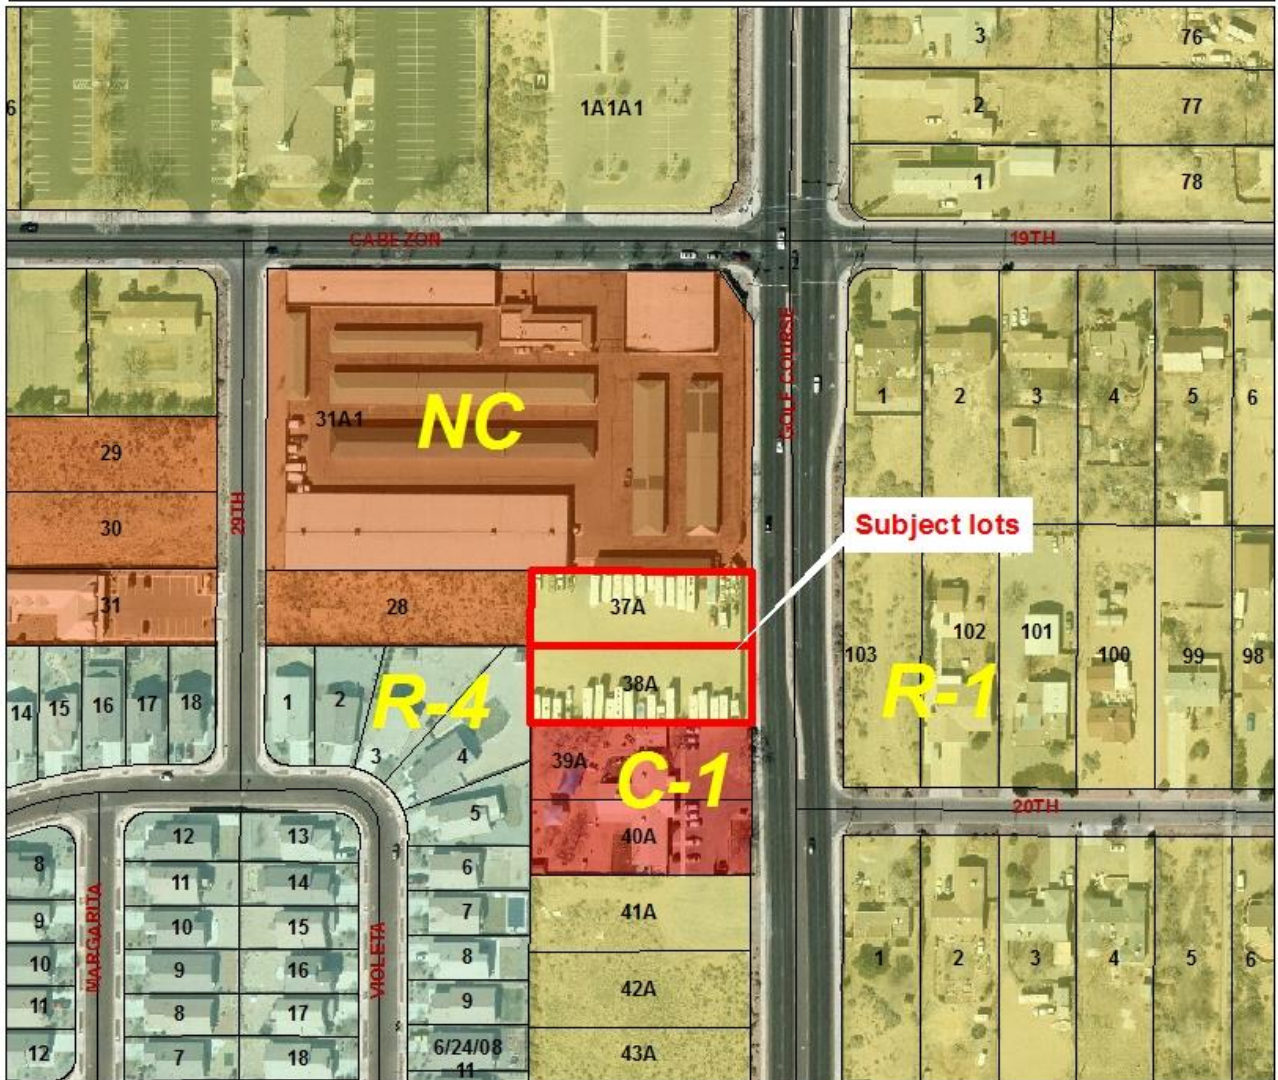 3
76
6
1A1A1
2
77
1
78
CABEZON
19TH
GOLF COURSE
31A1
NC
1
2
3
4
5
6
29
30
29TH
Subject lots
31
28
37A
103
102
101
100
99
98
R-1
38A
14
15
16
17
18
1
2
R-4
3
4
39A
C-1
5
20TH
40A
12
13
8
6
11
14
MARGARITA
VIOLETA
7
41A
9
10
15
8
1
2
3
4
5
6
10
9
16
42A
11
8
17
9
12
7
18
6/24/08
11
43A